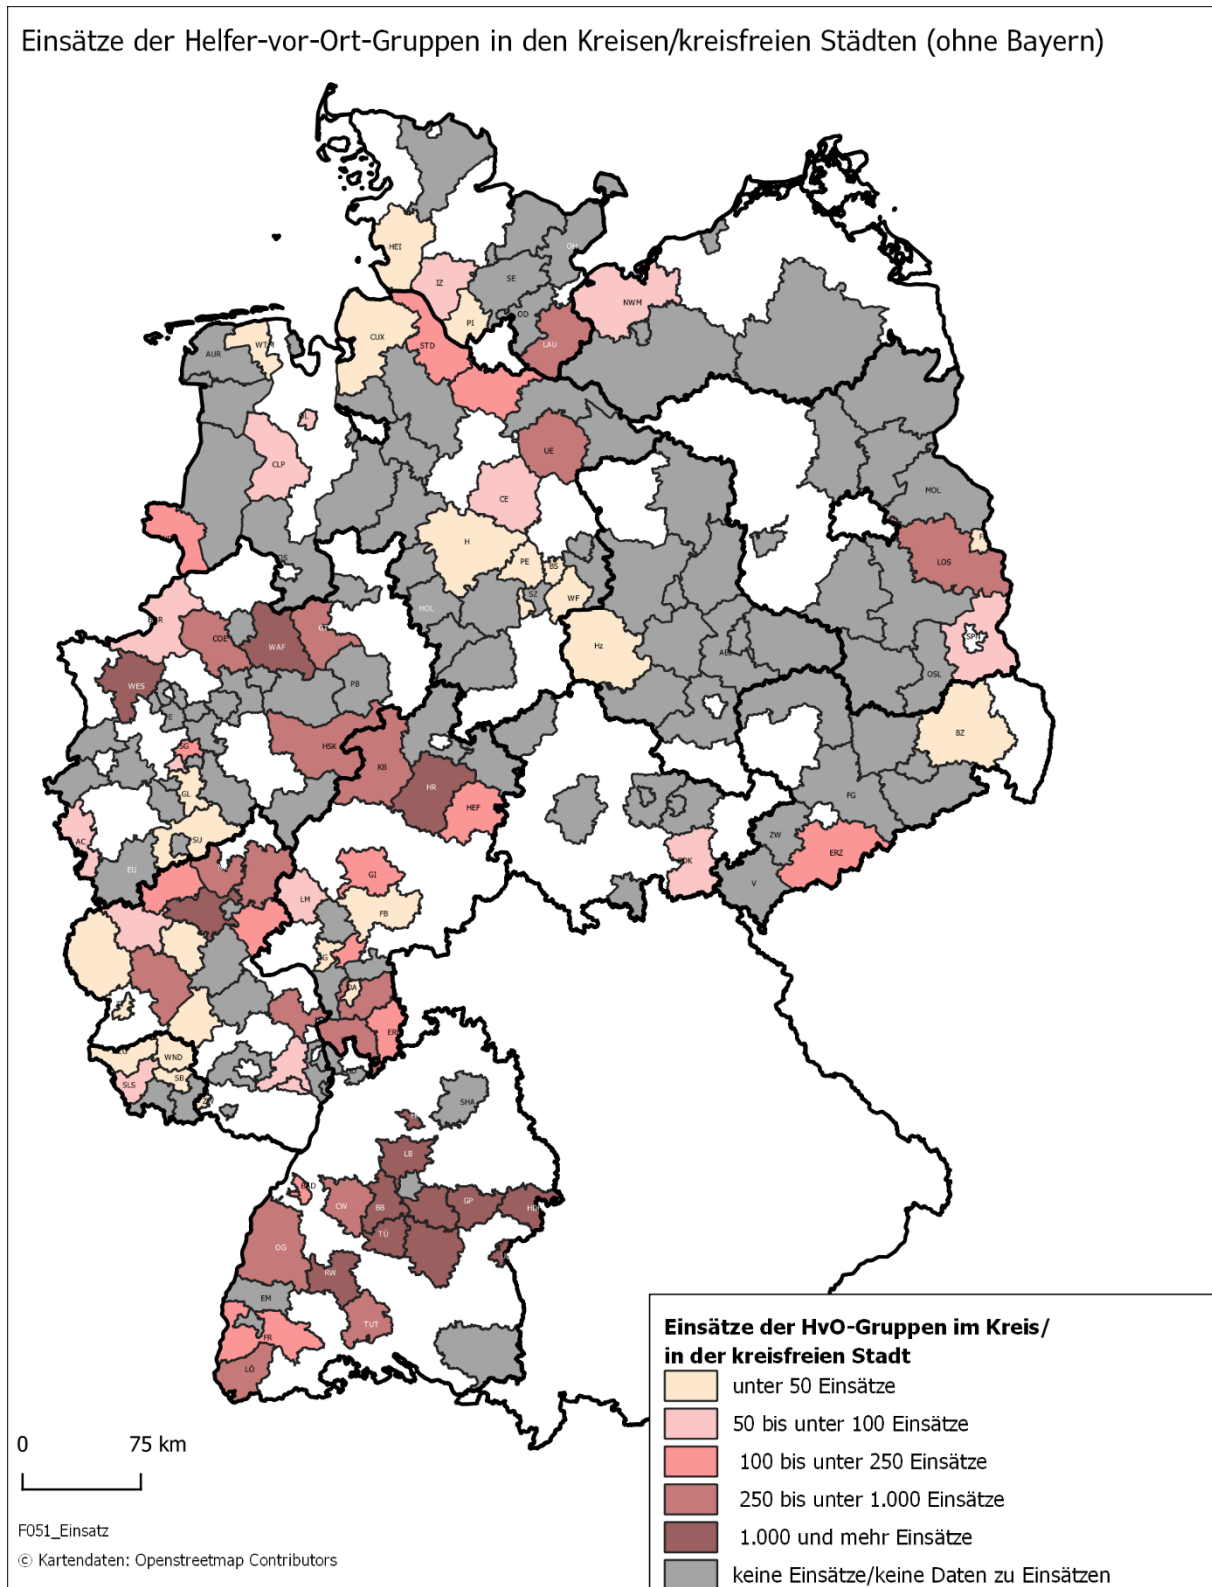 Einsätze der Helfer-vor-Ort-Gruppen in den Kreisen/kreisfreien Städten (ohne Bayern)
HEI
OH
SE
IZ
NWM
PI
OD
CUX
STD
LAU
AUR
UE
CLP
CE
MOL
H
PE
BS
LOS
SZ
WF
HOL
SPN
COE
WAF
Hz
WES
PB
OSL
BZ
HSK
KB
HR
HEF
FG
GL
ZW
ERZ
AC
SU
EU
V
GI
LM
FB
DA
WND
SLS
SB
SHA
LB
CW
BB
GP
HDH
TÜ
OG
RW
EM
TUT
FR
LÖ
Einsätze der HvO-Gruppen im Kreis/
in der kreisfreien Stadt
unter 50 Einsätze
50 bis unter 100 Einsätze
100 bis unter 250 Einsätze
250 bis unter 1.000 Einsätze
1.000 und mehr Einsätze
keine Einsätze/keine Daten zu Einsätzen
0 75 km
F051_Einsatz
© Kartendaten: Openstreetmap Contributors